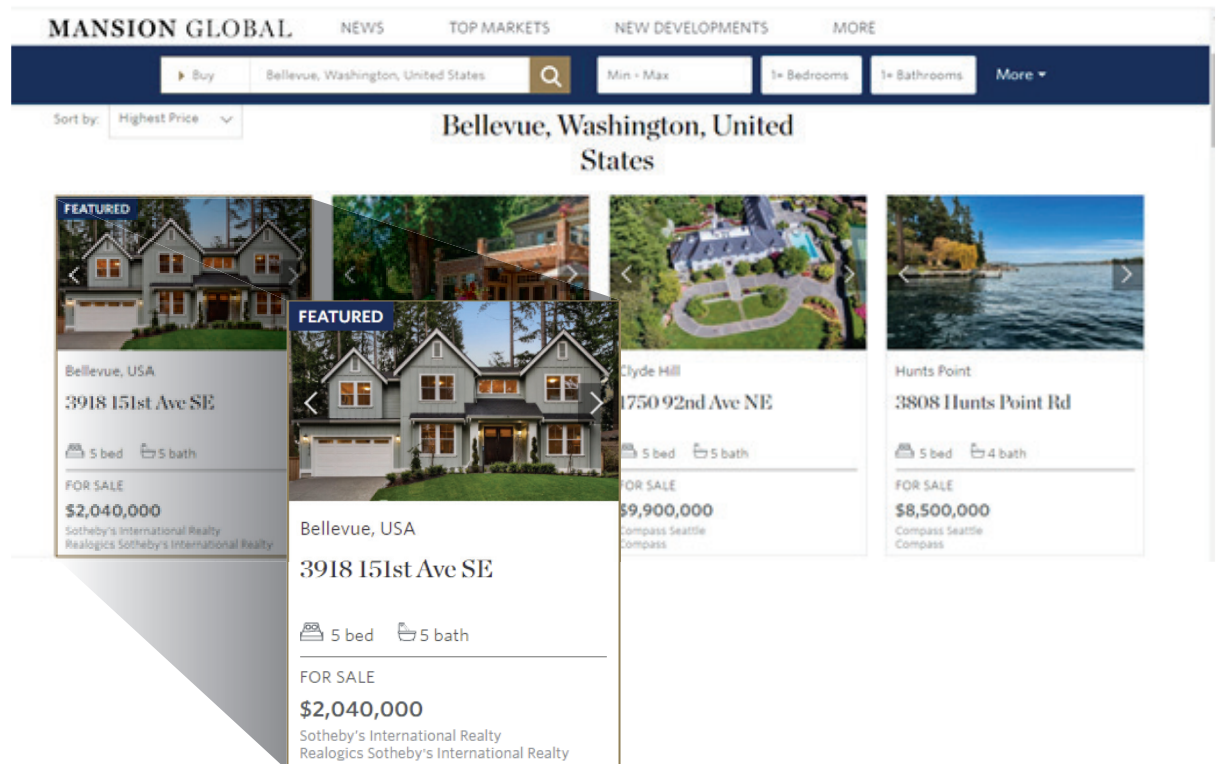 MANSION GLOBAL NEWS TOP MARKETS NEW DEVELOPMENTS MORE
Buy Bellevue, Washington, United States Min - Max 1+ Bedrooms 1+ Bathrooms More
Sort by: Highest Price
Bellevue, Washington, United
States
FEATURED
Bellevue, USA
3918 151st Ave SE
5 bed 5 bath
FOR SALE
$2,040,000
Sotheby's International Realty
Realogics Sotheby's International Realty
FEATURED
Bellevue, USA
3918 151st Ave SE
5 bed 5 bath
FOR SALE
$2,040,000
Sotheby's International Realty
Realogics Sotheby's International Realty
Clyde Hill
1750 92nd Ave NE
5 bed 5 bath
FOR SALE
$9,900,000
Compass Seattle
Compass
Hunts Point
3808 Hunts Point Rd
5 bed 4 bath
FOR SALE
$8,500,000
Compass Seattle
Compass